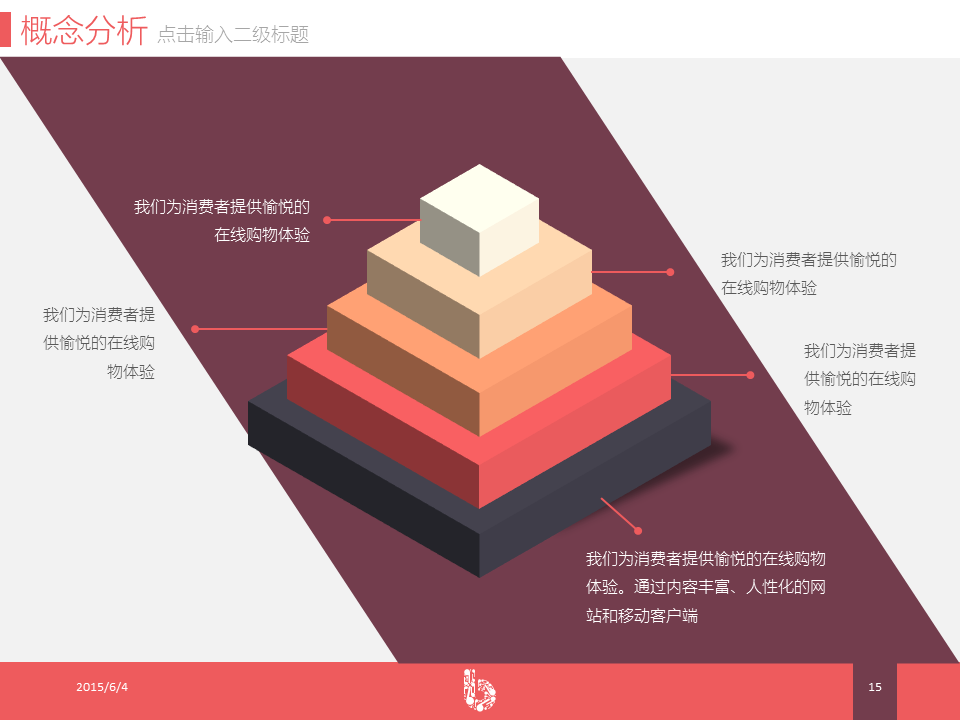 概念分析 点击输入二级标题
我们为消费者提供愉悦的
在线购物体验
我们为消费者提供愉悦的
在线购物体验
我们为消费者提
供愉悦的在线购
物体验
我们为消费者提
供愉悦的在线购
物体验
我们为消费者提供愉悦的在线购物
体验。通过内容丰富、人性化的网
站和移动客户端
2015/6/4
b
15